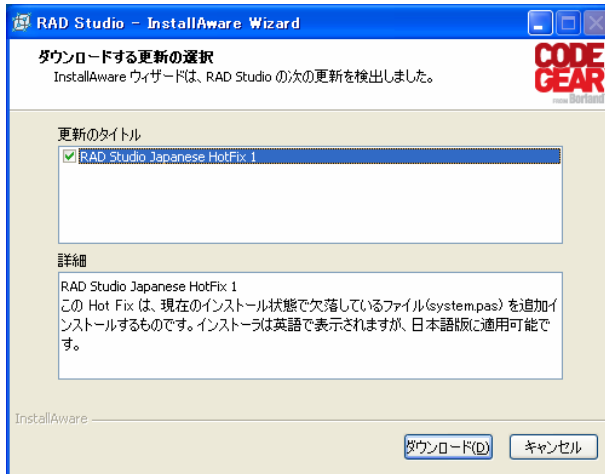 RAD Studio - InstallAware Wizard
ダウンロードする更新の選択
InstallAware ウィザードは、RAD Studio の次の更新を検出しました。
CODE
GEAR
FROM Borland
更新のタイトル
RAD Studio Japanese HotFix 1
詳細
RAD Studio Japanese HotFix 1
この Hot Fix は、現在のインストール状態で欠落しているファイル(system.pas) を追加イ
ンストールするものです。インストーラは英語で表示されますが、日本語版に適用可能で
す。
InstallAware
ダウンロード(D)
キャンセル